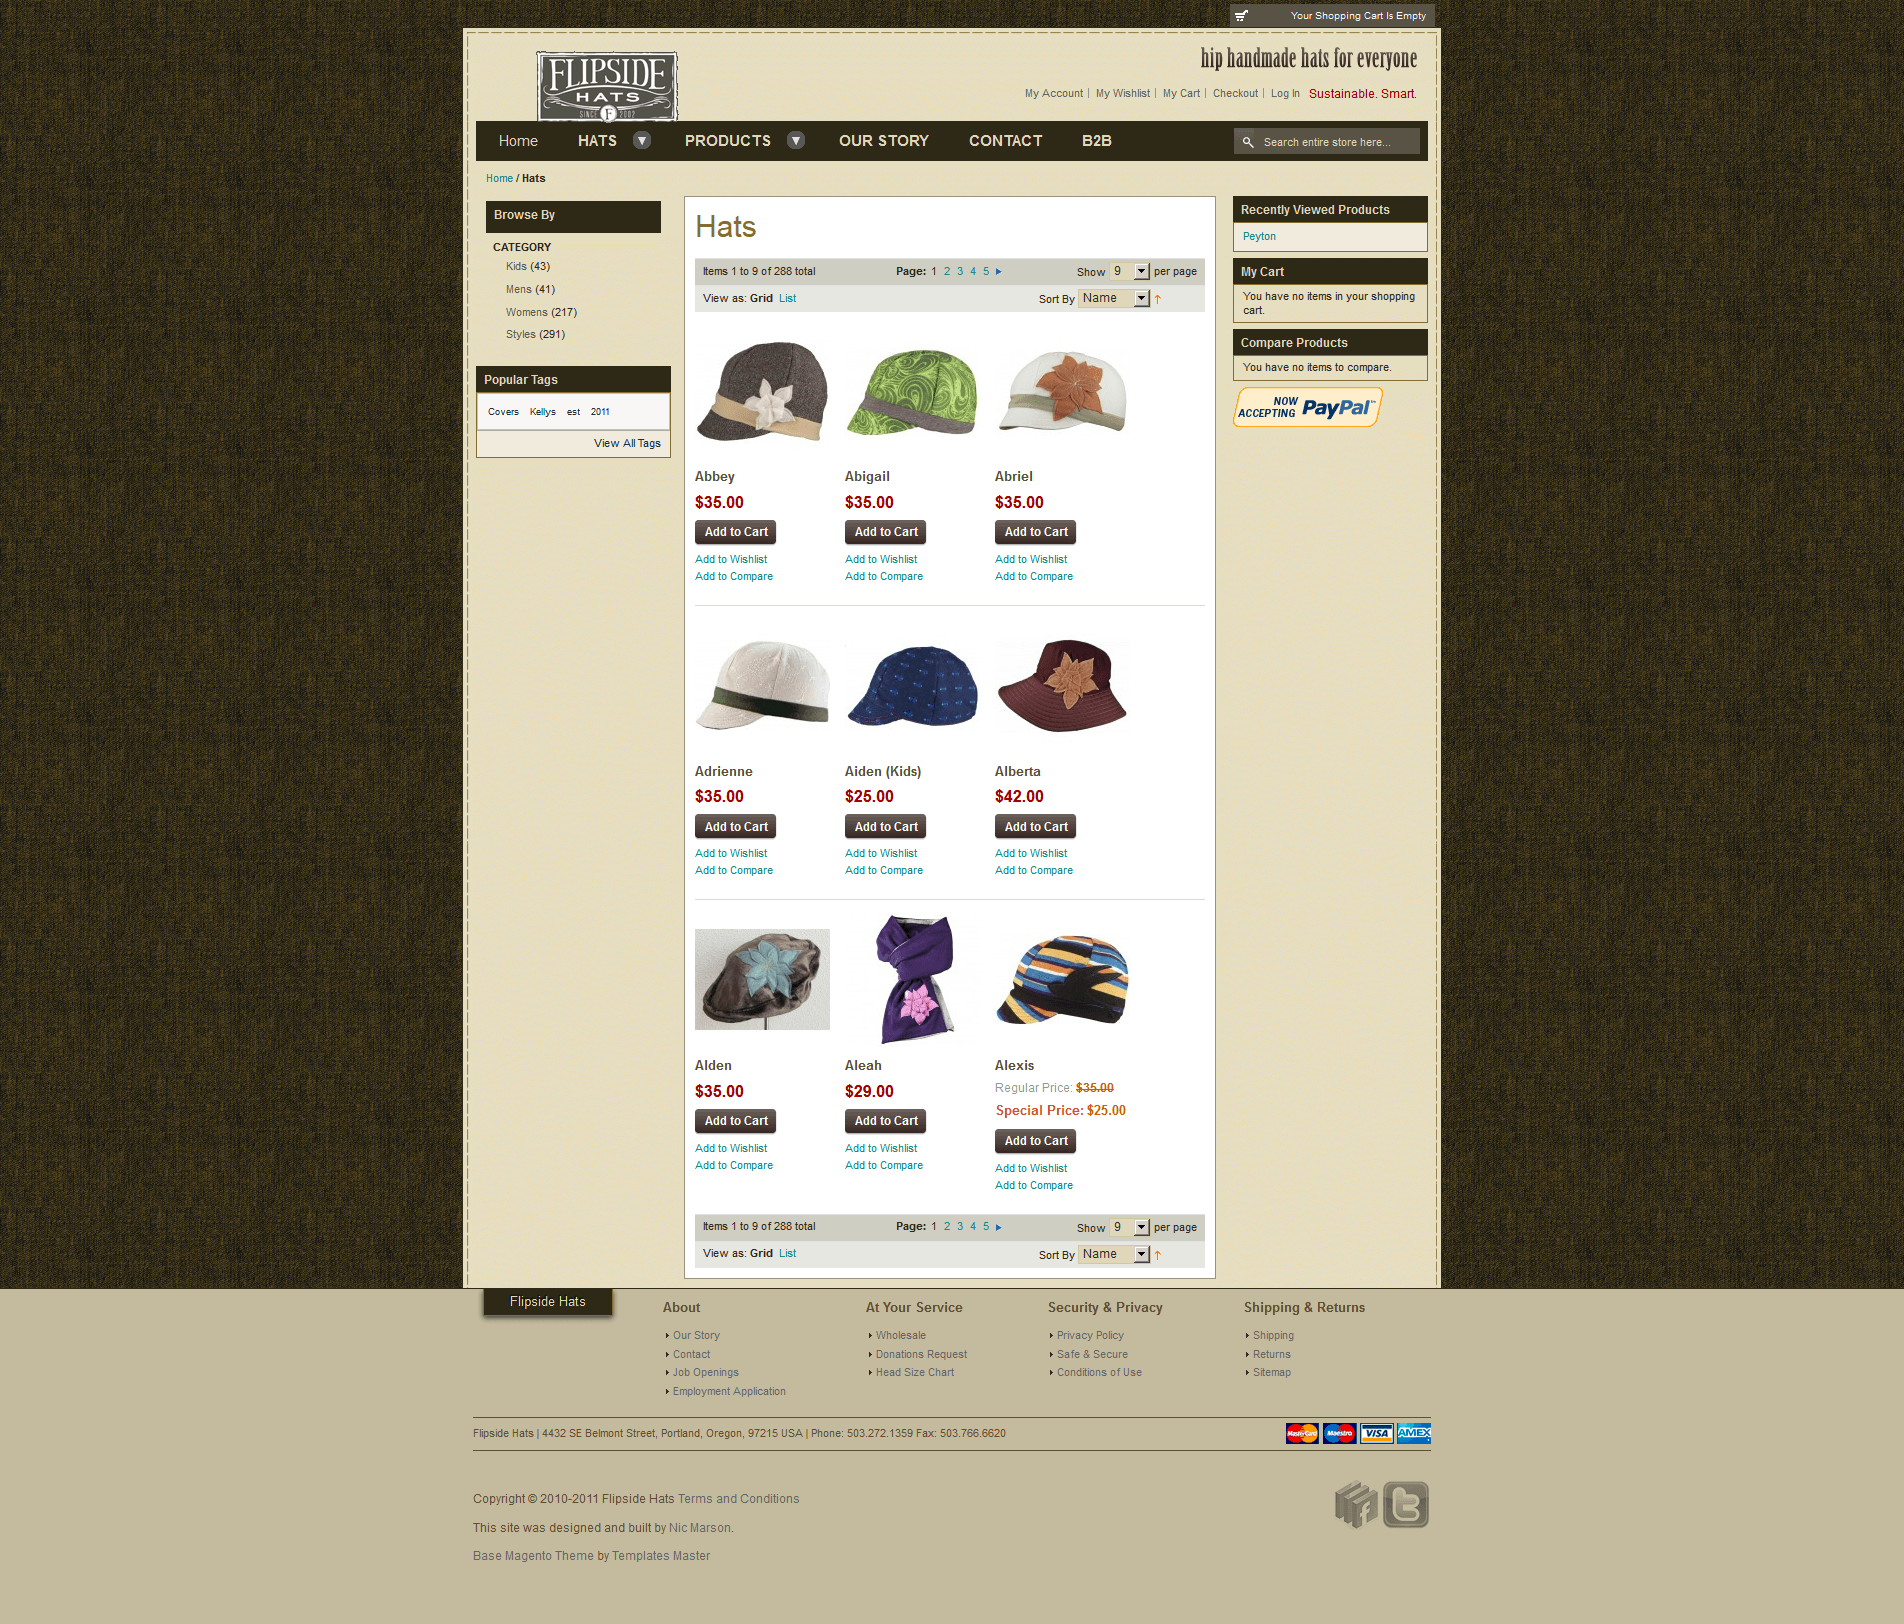 Your Shopping Cart Is Empty
FLIPSIDE
HATS
SINCE F 2002
hip handmade hats for everyone
My Account | My Wishlist | My Cart | Checkout | Log In Sustainable. Smart.
Home HATS PRODUCTS OUR STORY CONTACT B2B Search entire store here...
Home / Hats
Browse By
CATEGORY
Kids (43)
Mens (41)
Womens (217)
Styles (291)
Popular Tags
Covers Kellys est 2011
View All Tags
Hats
Items 1 to 9 of 288 total Page: 1 2 3 4 5 Show 9 per page
View as: Grid List Sort By Name
Abbey Abigail Abriel
$35.00 $35.00 $35.00
Add to Cart Add to Cart Add to Cart
Add to Wishlist Add to Wishlist Add to Wishlist
Add to Compare Add to Compare Add to Compare
Adrienne Aiden (Kids) Alberta
$35.00 $25.00 $42.00
Add to Cart Add to Cart Add to Cart
Add to Wishlist Add to Wishlist Add to Wishlist
Add to Compare Add to Compare Add to Compare
Alden Aleah Alexis
$35.00 $29.00 Regular Price: $35.00
Special Price: $25.00
Add to Cart Add to Cart Add to Cart
Add to Wishlist Add to Wishlist Add to Wishlist
Add to Compare Add to Compare Add to Compare
Items 1 to 9 of 288 total Page: 1 2 3 4 5 Show 9 per page
View as: Grid List Sort By Name
Recently Viewed Products
Peyton
My Cart
You have no items in your shopping
cart.
Compare Products
You have no items to compare.
NOW
ACCEPTING PayPal
Flipside Hats
About
Our Story
Contact
Job Openings
Employment Application
At Your Service
Wholesale
Donations Request
Head Size Chart
Security & Privacy
Privacy Policy
Safe & Secure
Conditions of Use
Shipping & Returns
Shipping
Returns
Sitemap
Flipside Hats | 4432 SE Belmont Street, Portland, Oregon, 97215 USA | Phone: 503.272.1359 Fax: 503.766.6620
MasterCard Maestro VISA AMEX
Copyright © 2010-2011 Flipside Hats Terms and Conditions
This site was designed and built by Nic Marson.
Base Magento Theme by Templates Master